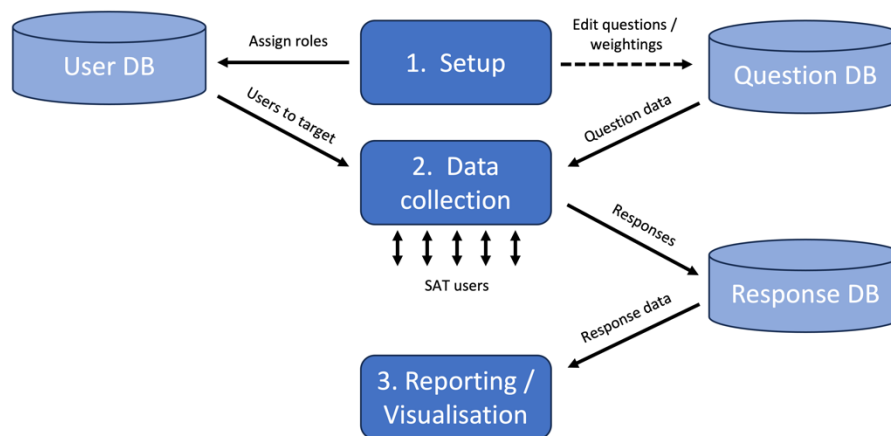 User DB
Assign roles
1. Setup
Edit questions /
weightings
Question DB
Users to target
Question data
2. Data
collection
Responses
SAT users
Response DB
Response data
3. Reporting /
Visualisation